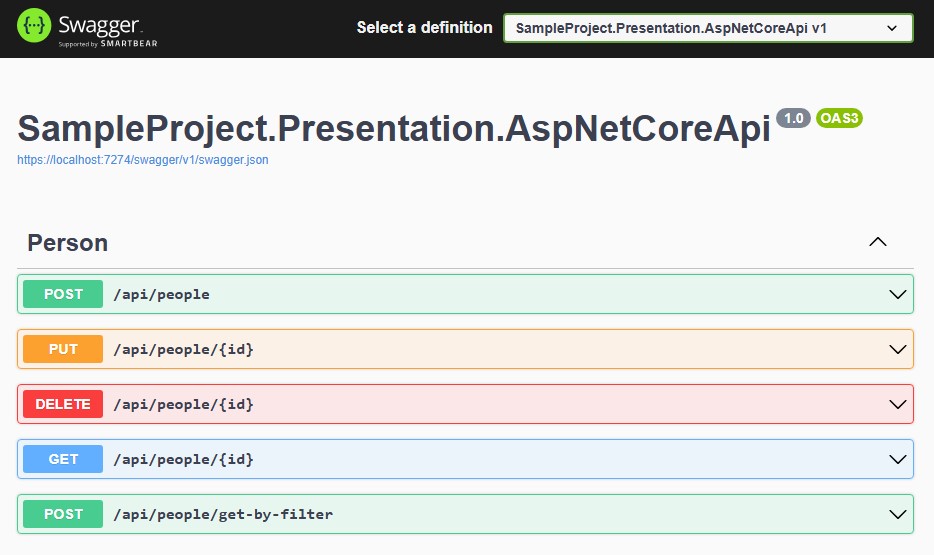 Swagger
Supported by SMARTBEAR
Select a definition
SampleProject.Presentation.AspNetCoreApi v1
SampleProject.Presentation.AspNetCoreApi 1.0 OAS3
https://localhost:7274/swagger/v1/swagger.json
Person
POST /api/people
PUT /api/people/{id}
DELETE /api/people/{id}
GET /api/people/{id}
POST /api/people/get-by-filter